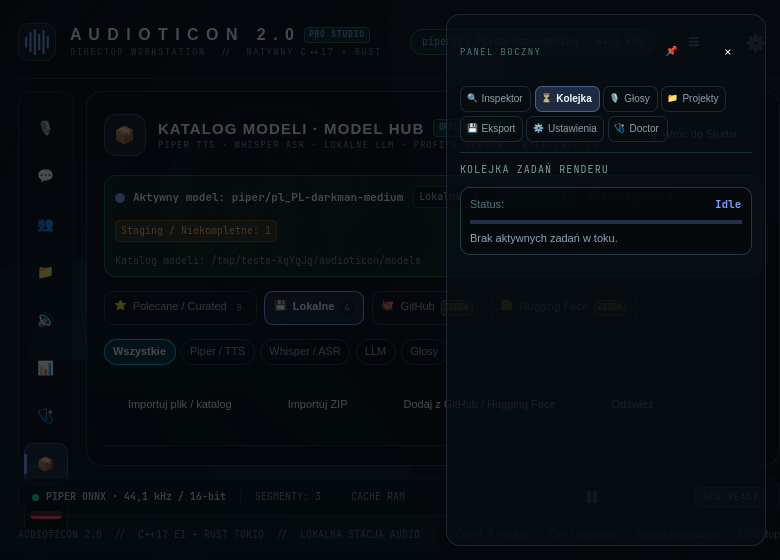 AUDIOTICON 2.0 PRO STUDIO
DIRECTOR WORKSTATION // NATYWNY C++17 + RUST
PANEL BOCZNY
Inspektor Kolejka Głosy Projekty
Eksport Ustawienia Doctor
Wróć do Studia
KATALOG MODELI · MODEL HUB
PIPER TTS · WHISPER ASR · LOKALNE LLM
KOLEJKA ZADAŃ RENDERU
Aktywny model: piper/pl_PL-darkman-medium
Status: Idle
Staging / Niekompletne: 1
Brak aktywnych zadań w toku.
Katalog modeli: /tmp/tests-XgYgJg/audioticon/models
Polecane / Curated 8 Lokalne 4 GitHub ZGODA Hugging Face ZGODA
Wszystkie Piper / TTS Whisper / ASR LLM Głosy
Importuj plik / katalog Importuj ZIP Dodaj z GitHub / Hugging Face Odśwież
PIPER ONNX · 44,1 kHz / 16-bit SEGMENTY: 3 · CACHE RAM
AUDIOTICON 2.0 // C++17 E1 + RUST TOKIO // LOKALNA STACJA AUDIO